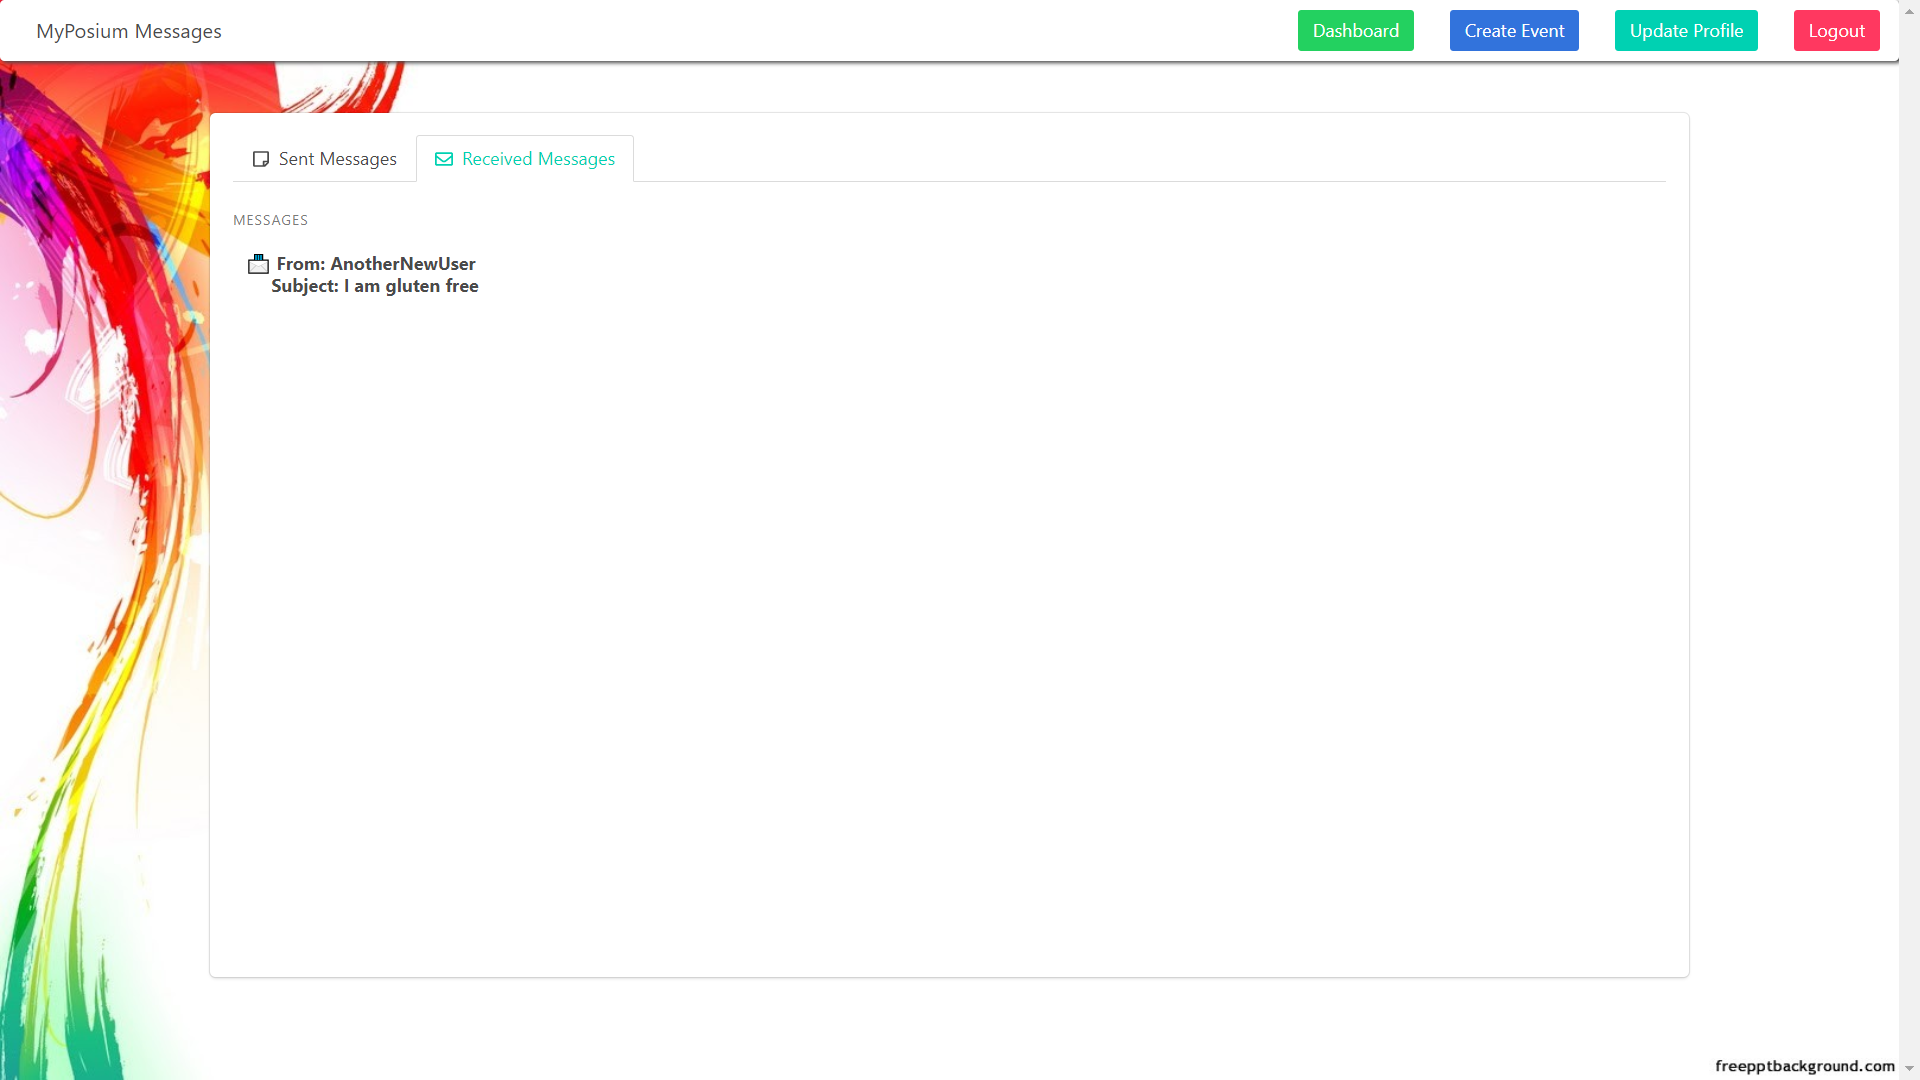 MyPosium Messages
Dashboard
Create Event
Update Profile
Logout
Sent Messages
Received Messages
MESSAGES
From: AnotherNewUser
Subject: I am gluten free
freepptbackground.com